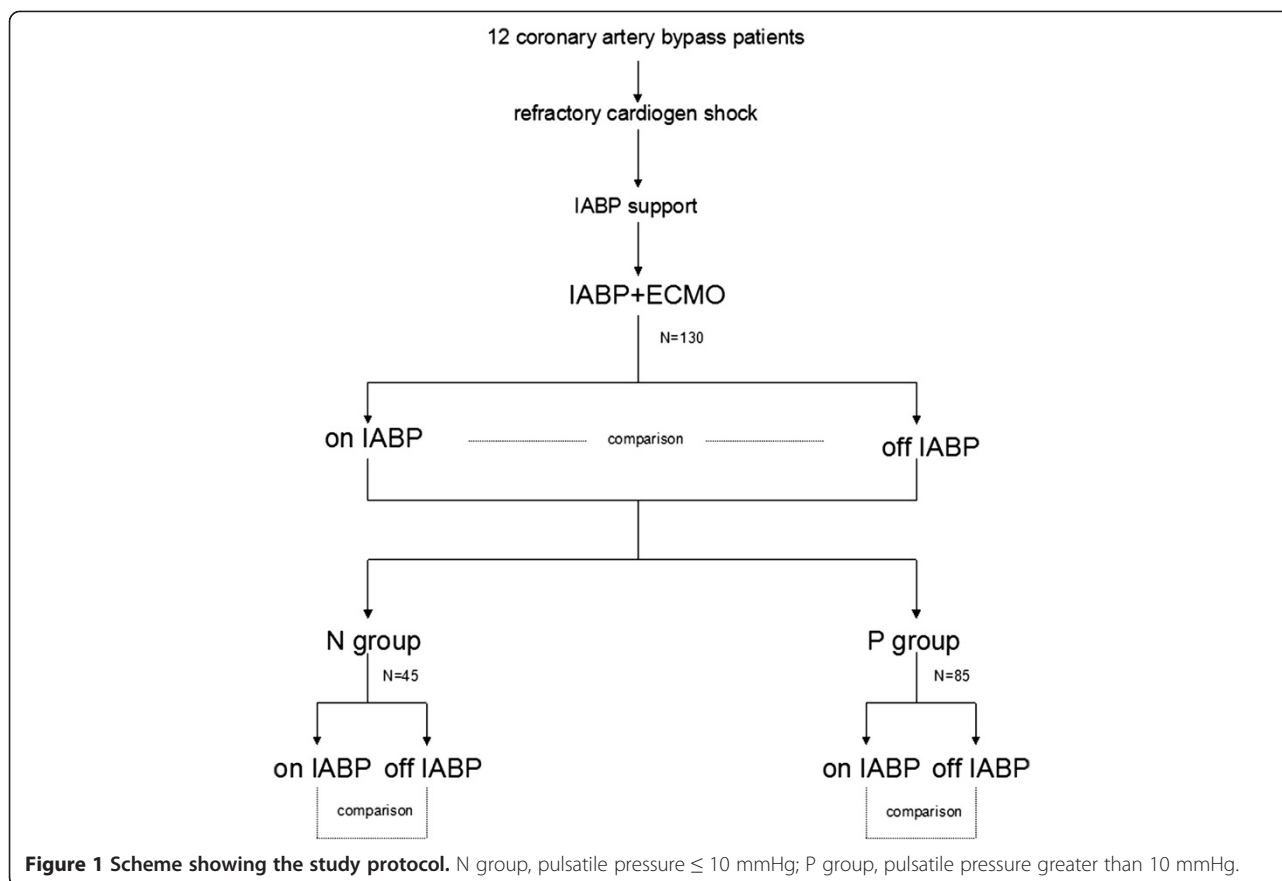 12 coronary artery bypass patients
refractory cardiogen shock
IABP support
IABP+ECMO
N=130
on IABP
comparison
off IABP
N group
P group
N=45
N=85
on IABP off IABP
on IABP off IABP
comparison
comparison
Figure 1 Scheme showing the study protocol. N group, pulsatile pressure ≤ 10 mmHg; P group, pulsatile pressure greater than 10 mmHg.